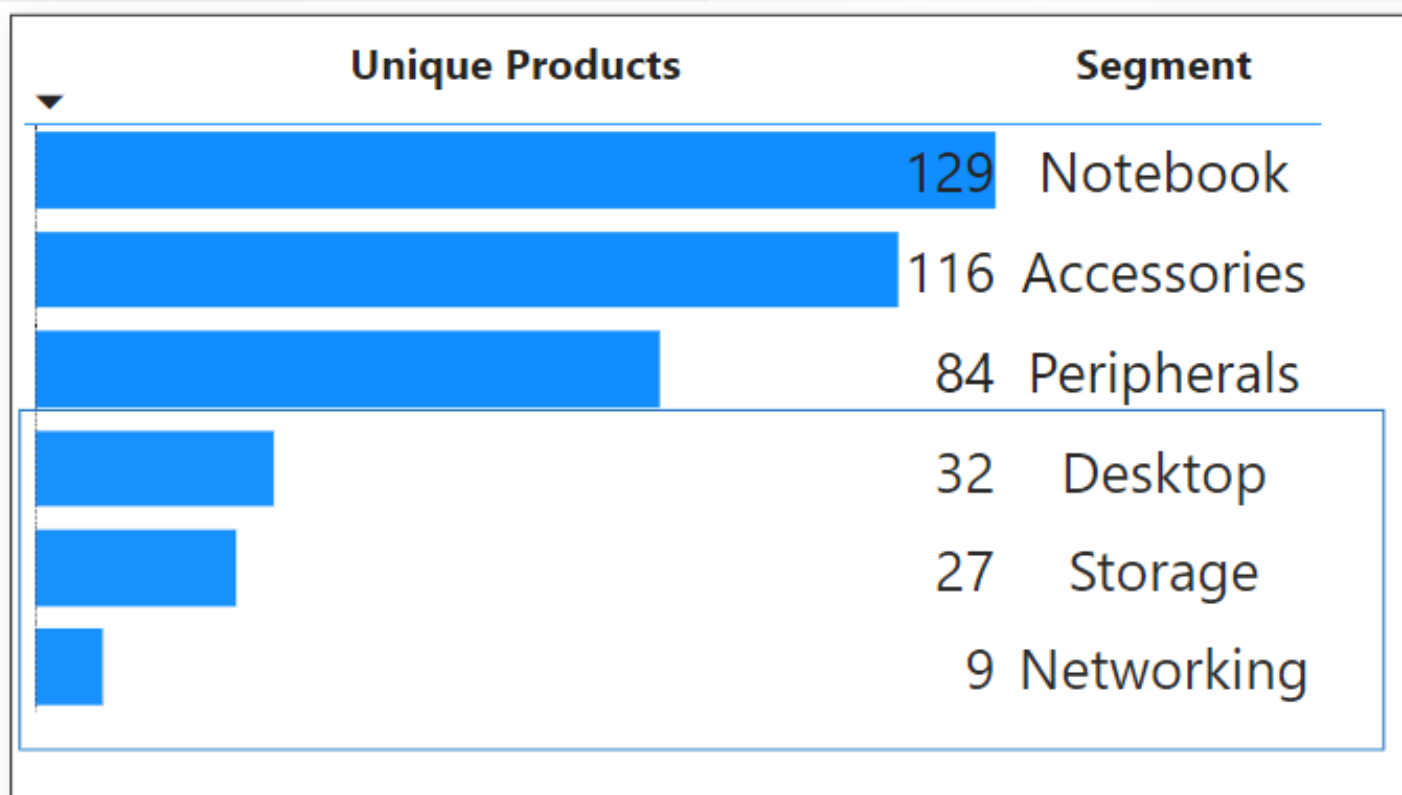 Unique Products Segment
129 Notebook
116 Accessories
84 Peripherals
32 Desktop
27 Storage
9 Networking